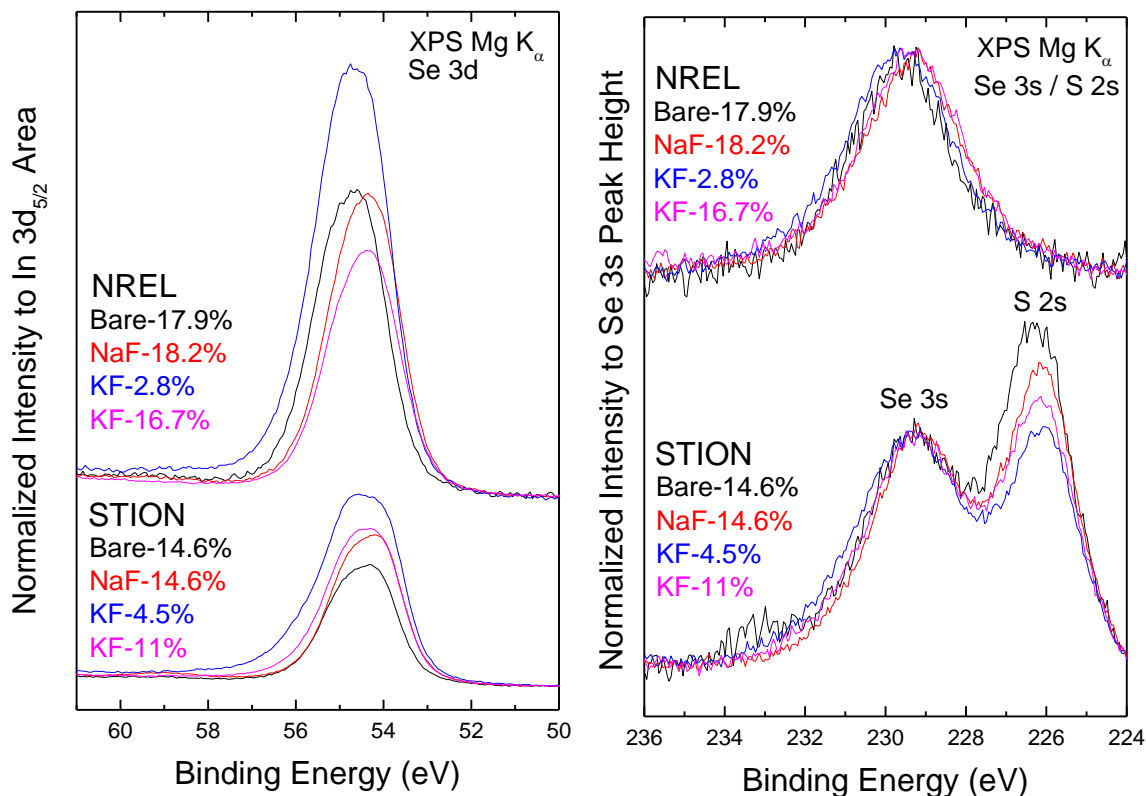 Normalized Intensity to In 3d5/2 Area
XPS Mg Kα
Se 3d
NREL
Bare-17.9%
NaF-18.2%
KF-2.8%
KF-16.7%
STION
Bare-14.6%
NaF-14.6%
KF-4.5%
KF-11%
60 58 56 54 52 50
Binding Energy (eV)
Normalized Intensity to Se 3s Peak Height
XPS Mg Kα
Se 3s / S 2s
NREL
Bare-17.9%
NaF-18.2%
KF-2.8%
KF-16.7%
S 2s
Se 3s
STION
Bare-14.6%
NaF-14.6%
KF-4.5%
KF-11%
236 234 232 230 228 226 224
Binding Energy (eV)